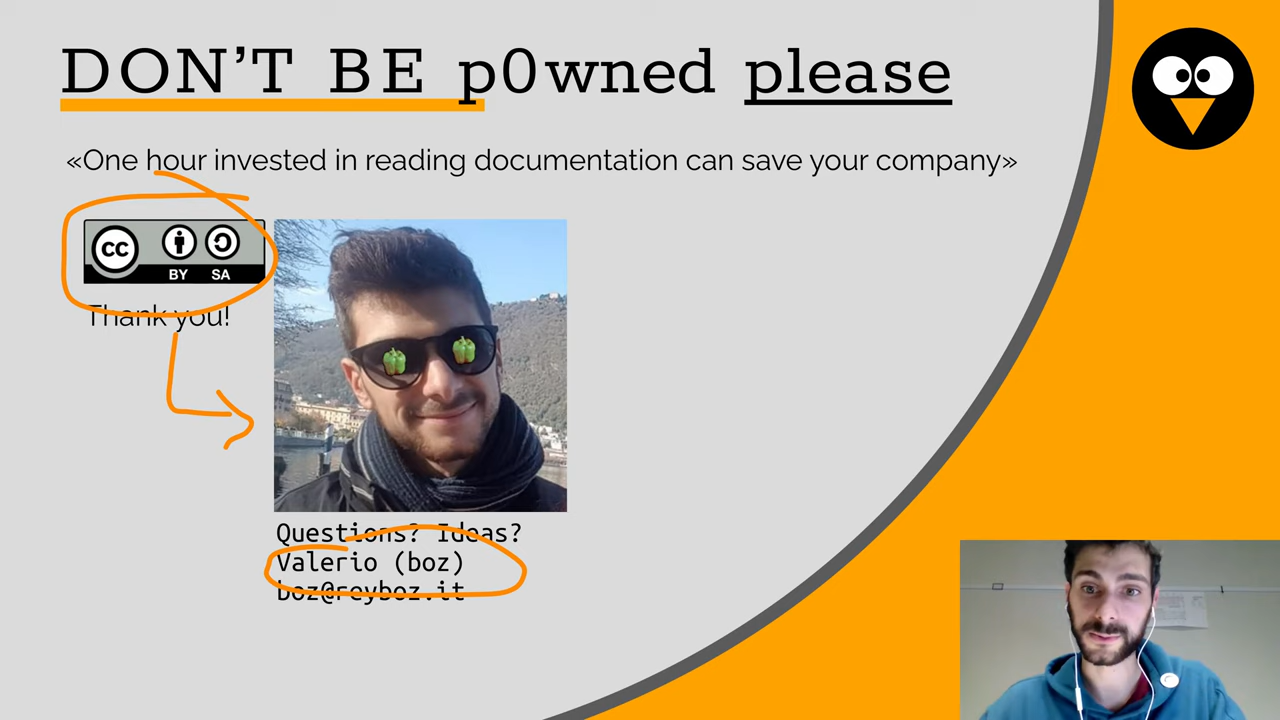 DON'T BE p0wned please
«One hour invested in reading documentation can save your company»
cc BY SA
Thank you!
Questions? Ideas?
Valerio (boz)
boz@reyboz.it